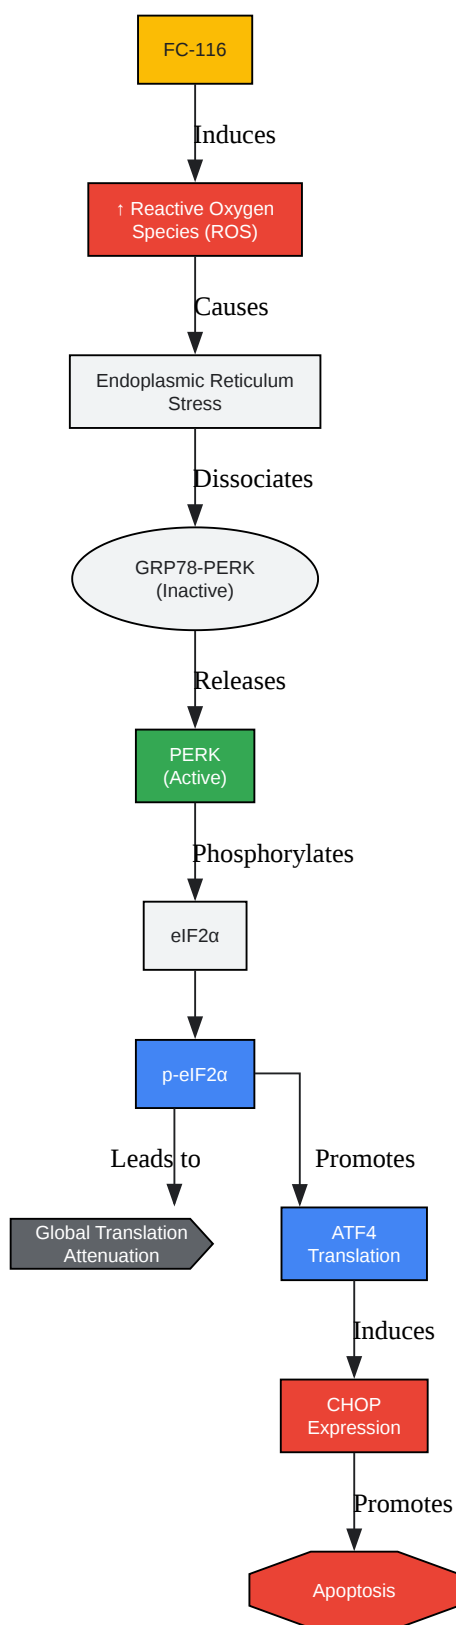 FC-116
Induces
↑ Reactive Oxygen
Species (ROS)
Causes
Endoplasmic Reticulum
Stress
Dissociates
GRP78-PERK
(Inactive)
Releases
PERK
(Active)
Phosphorylates
eIF2α
p-eIF2α
Leads to
Promotes
Global Translation
Attenuation
ATF4
Translation
Induces
CHOP
Expression
Promotes
Apoptosis